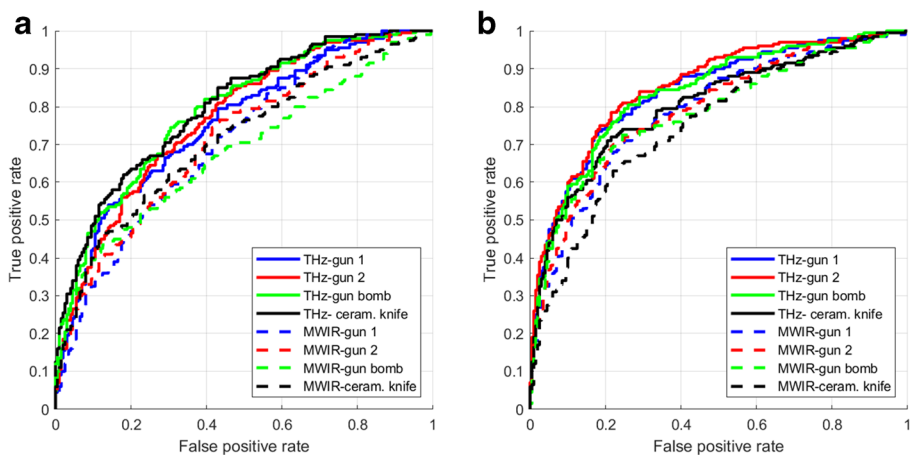 a
1
0.9
0.8
0.7
0.6
0.5
0.4
0.3
0.2
0.1
0
0 0.2 0.4 0.6 0.8 1
True positive rate
False positive rate
THz-gun 1
THz-gun 2
THz-gun bomb
THz- ceram. knife
MWIR-gun 1
MWIR-gun 2
MWIR-gun bomb
MWIR-ceram. knife
b
1
0.9
0.8
0.7
0.6
0.5
0.4
0.3
0.2
0.1
0
0 0.2 0.4 0.6 0.8 1
True positive rate
False positive rate
THz-gun 1
THz-gun 2
THz-gun bomb
THz- ceram. knife
MWIR-gun 1
MWIR-gun 2
MWIR-gun bomb
MWIR-ceram. knife